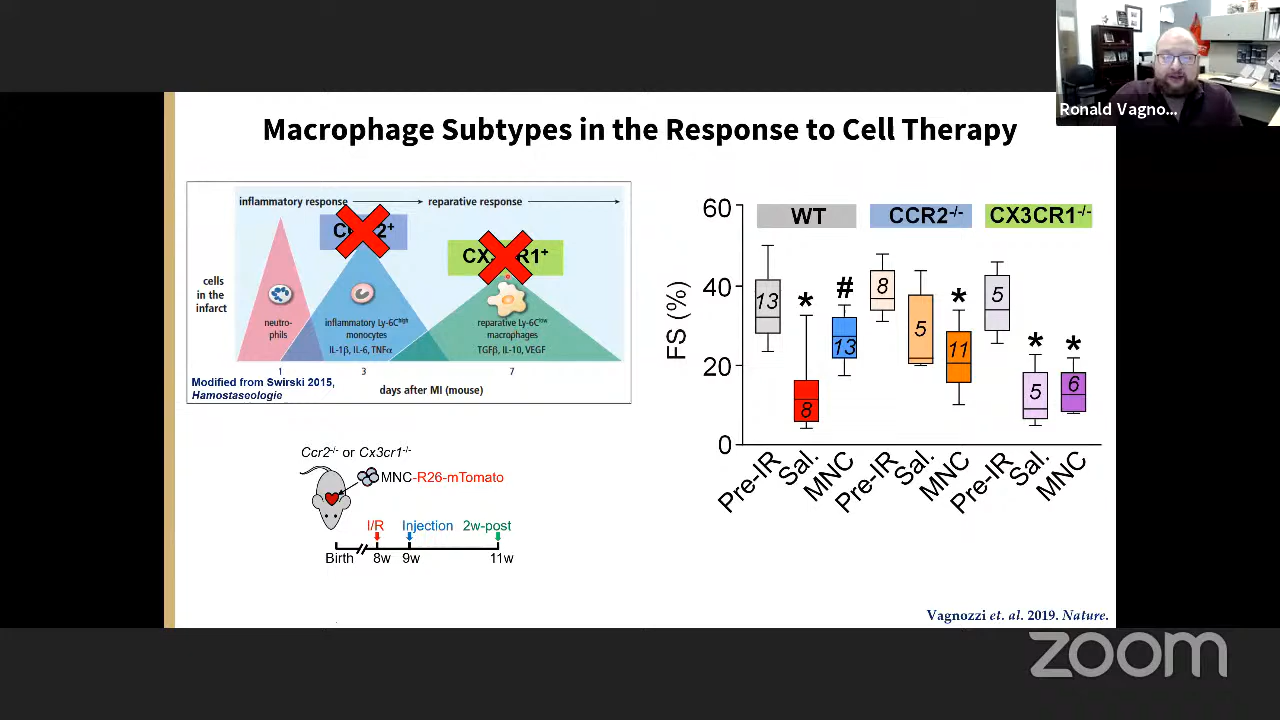 Ronald Vagno...
Macrophage Subtypes in the Response to Cell Therapy
inflammatory response
reparative response
CX3CR1⁺
cells
in the
infarct
neutro-
phils
inflammatory Ly-6Cʰⁱᵍʰ
monocytes
IL-1β, IL-6, TNFα
reparative Ly-6Cˡᵒʷ
macrophages
TGFβ, IL-10, VEGF
1
3
7
days after MI (mouse)
Modified from Swirski 2015,
Hamostaseologie
Ccr2⁻/⁻ or Cx3cr1⁻/⁻
MNC-R26-mTomato
I/R
Injection
2w-post
Birth
8w
9w
11w
WT
CCR2⁻/⁻
CX3CR1⁻/⁻
FS (%)
60
40
20
0
13
*
8
#
13
8
5
*
11
5
*
5
*
6
Pre-IR
Sal.
MNC
Pre-IR
Sal.
MNC
Pre-IR
Sal.
MNC
Vagnozzi et. al. 2019. Nature.
zoom